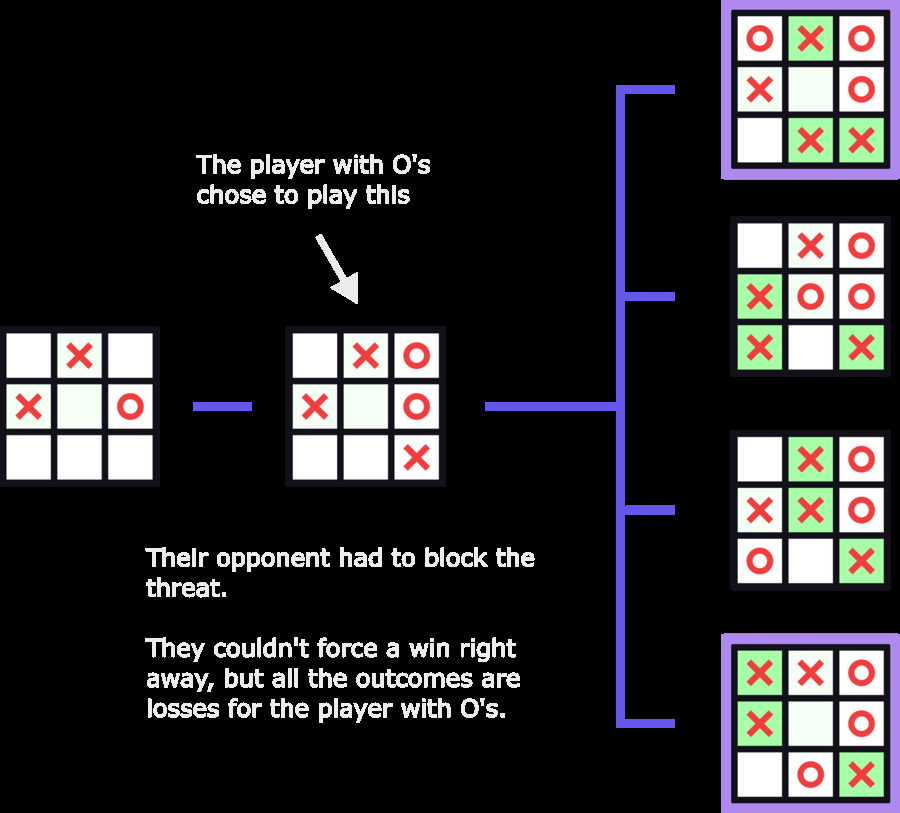 The player with O's
chose to play this
Their opponent had to block the
threat.
They couldn't force a win right
away, but all the outcomes are
losses for the player with O's.